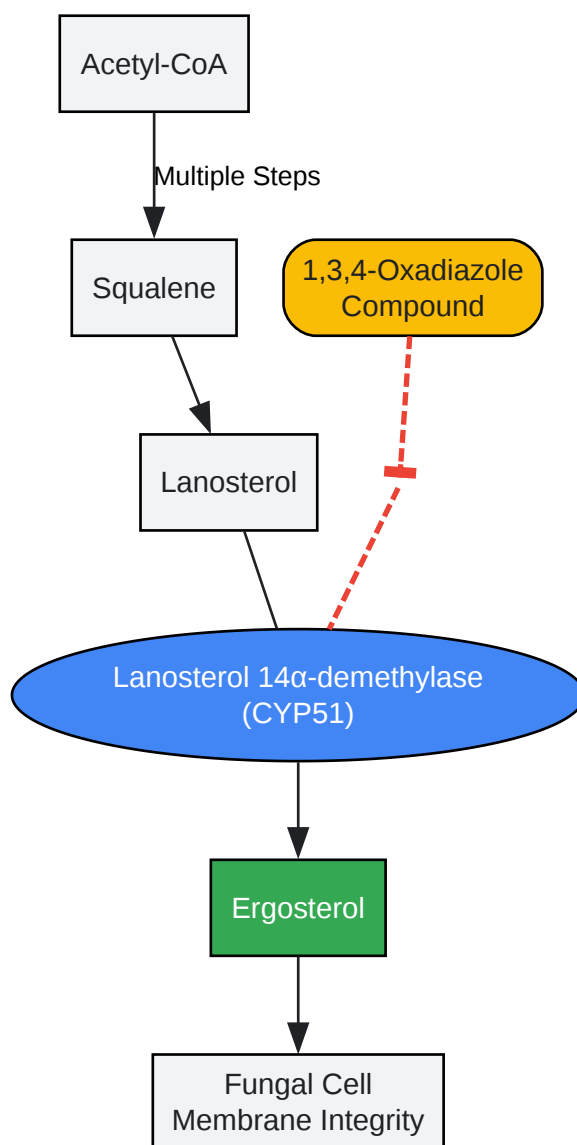 Acetyl-CoA
Multiple Steps
Squalene
1,3,4-Oxadiazole
Compound
Lanosterol
Lanosterol 14α-demethylase
(CYP51)
Ergosterol
Fungal Cell
Membrane Integrity